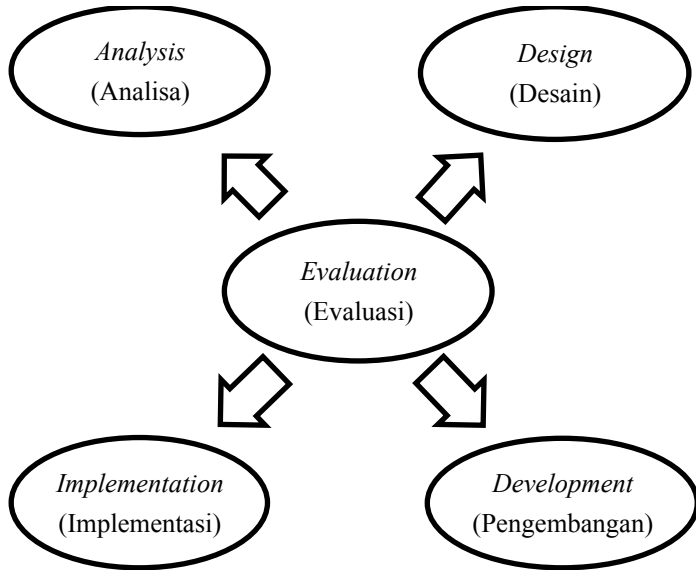 Analysis
(Analisa)
Design
(Desain)
Evaluation
(Evaluasi)
Implementation
(Implementasi)
Development
(Pengembangan)